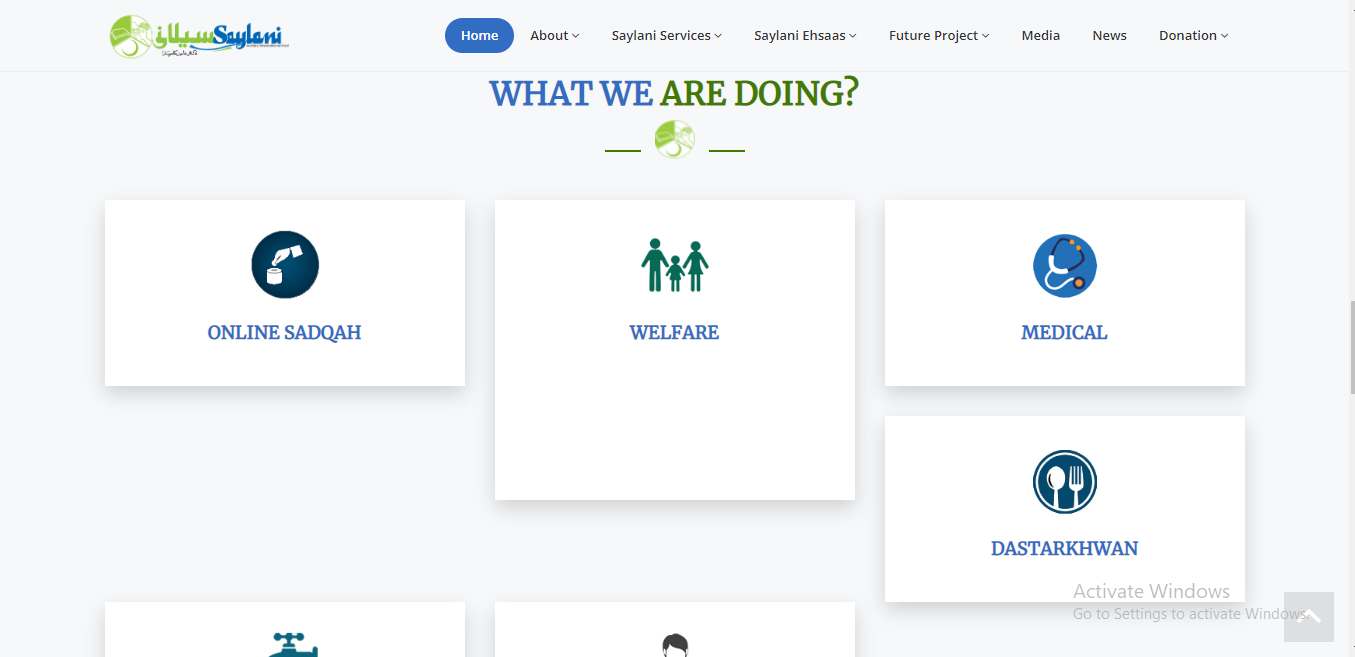 سیلانی Saylani
Home About Saylani Services Saylani Ehsaas Future Project Media News Donation
WHAT WE ARE DOING?
ONLINE SADQAH
WELFARE
MEDICAL
DASTARKHWAN
Activate Windows
Go to Settings to activate Windows.